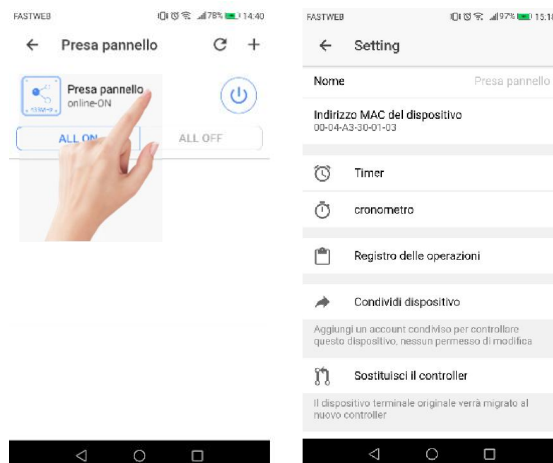 FASTWEB
78% 14:40
Presa pannello
Presa pannello
online-ON
ALL ON
ALL OFF
FASTWEB
97% 15:18
Setting
Nome
Presa pannello
Indirizzo MAC del dispositivo
00-04-A3-30-01-03
Timer
cronometro
Registro delle operazioni
Condividi dispositivo
Aggiungi un account condiviso per controllare
questo dispositivo, nessun permesso di modifica
Sostituisci il controller
Il dispositivo terminale originale verrà migrato al
nuovo controller